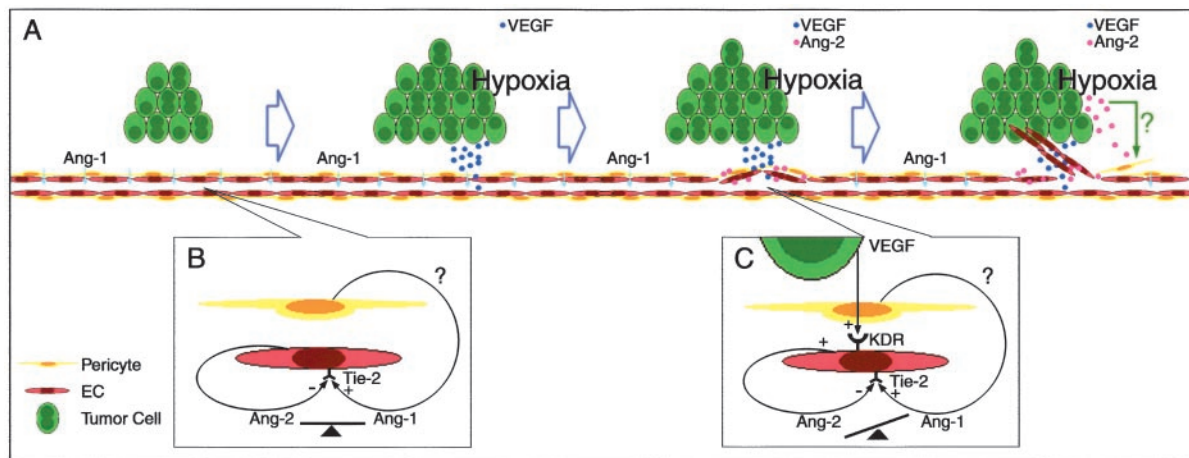 A
VEGF
VEGF
Ang-2
VEGF
Ang-2
Hypoxia
Hypoxia
Hypoxia
?
Ang-1
Ang-1
Ang-1
Ang-1
B
?
Tie-2
- +
Ang-2
Ang-1
C
VEGF
?
+
KDR
+
Tie-2
- +
Ang-2
Ang-1
Pericyte
EC
Tumor Cell